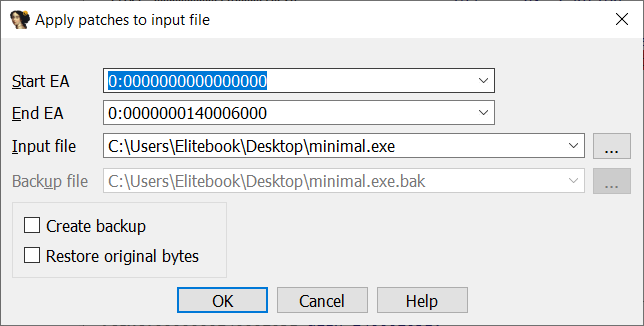 Apply patches to input file
Start EA 0:0000000000000000
End EA 0:0000000140006000
Input file C:\Users\Elitebook\Desktop\minimal.exe ...
Backup file C:\Users\Elitebook\Desktop\minimal.exe.bak ...
Create backup
Restore original bytes
OK Cancel Help